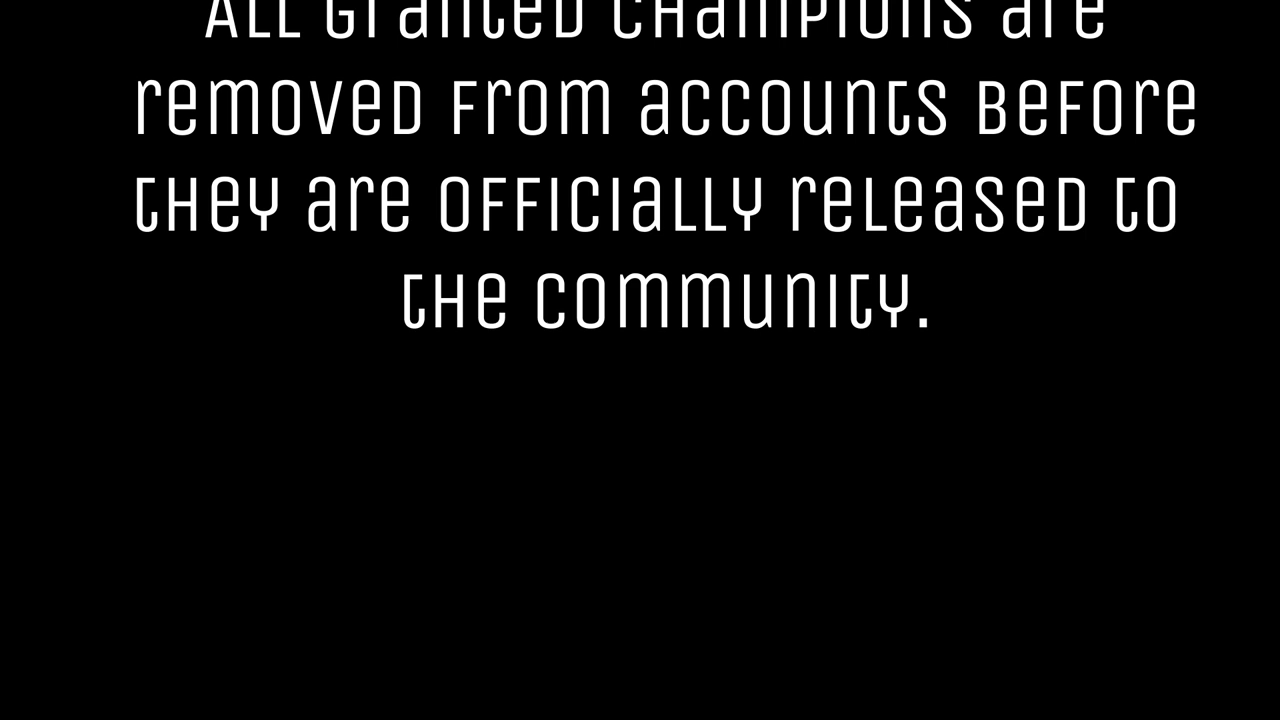 All granted champions are
removed from accounts before
they are officially released to
the community.